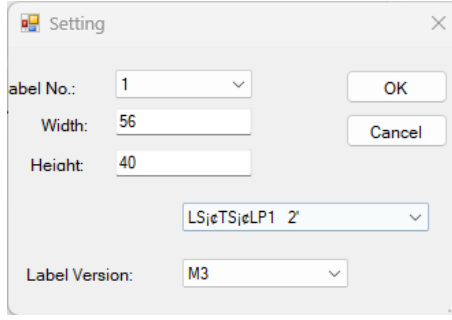 Setting
abel No.: 1
OK
Width: 56
Cancel
Height: 40
LS¡¢TS¡¢LP1 2'
Label Version: M3